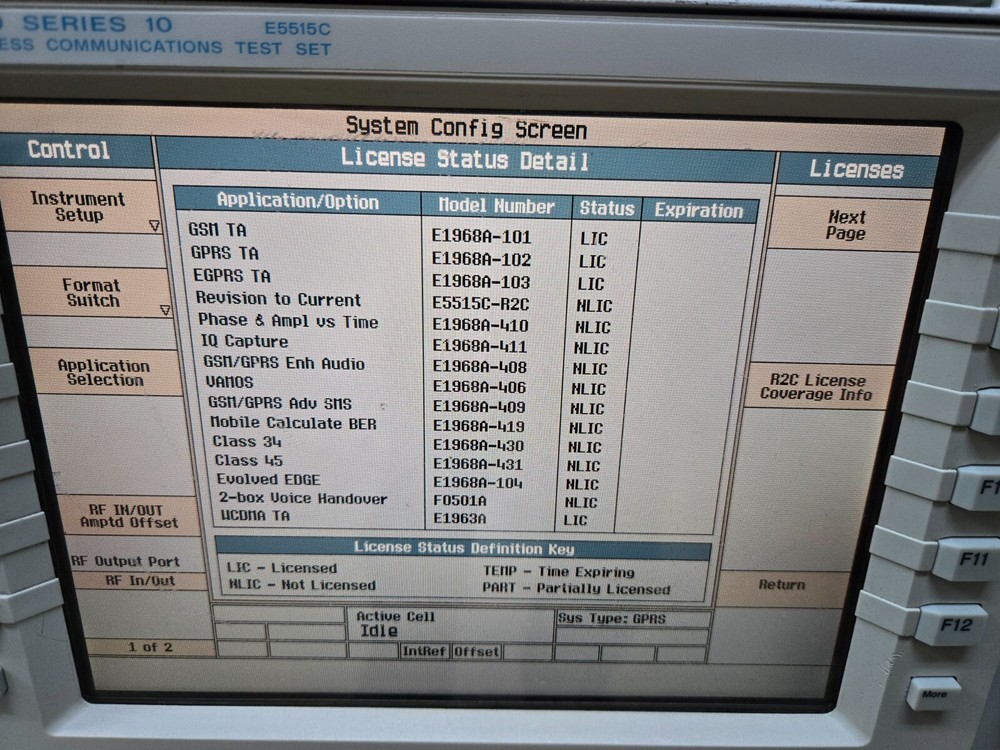 SERIES 10 E5515C
ESS COMMUNICATIONS TEST SET
System Config Screen
Control
License Status Detail
Licenses
Instrument
Setup
Format
Switch
Application
Selection
RF IN/OUT
Amptd Offset
RF Output Port
RF In/Out
1 of 2
Application/Option Model Number Status Expiration
GSM TA E1968A-101 LIC
GPRS TA E1968A-102 LIC
EGPRS TA E1968A-103 LIC
Revision to Current E5515C-R2C NLIC
Phase & Ampl vs Time E1968A-410 NLIC
IQ Capture E1968A-411 NLIC
GSM/GPRS Enh Audio E1968A-408 NLIC
VAMOS E1968A-406 NLIC
GSM/GPRS Adv SMS E1968A-409 NLIC
Mobile Calculate BER E1968A-419 NLIC
Class 34 E1968A-430 NLIC
Class 45 E1968A-431 NLIC
Evolved EDGE E1968A-104 NLIC
2-box Voice Handover F0501A NLIC
WCDMA TA E1963A LIC
License Status Definition Key
LIC - Licensed TEMP - Time Expiring
NLIC - Not Licensed PART - Partially Licensed
Active Cell
Idle
Sys Type: GPRS
IntRef Offset
Next
Page
R2C License
Coverage Info
Return
F1
F11
F12
More